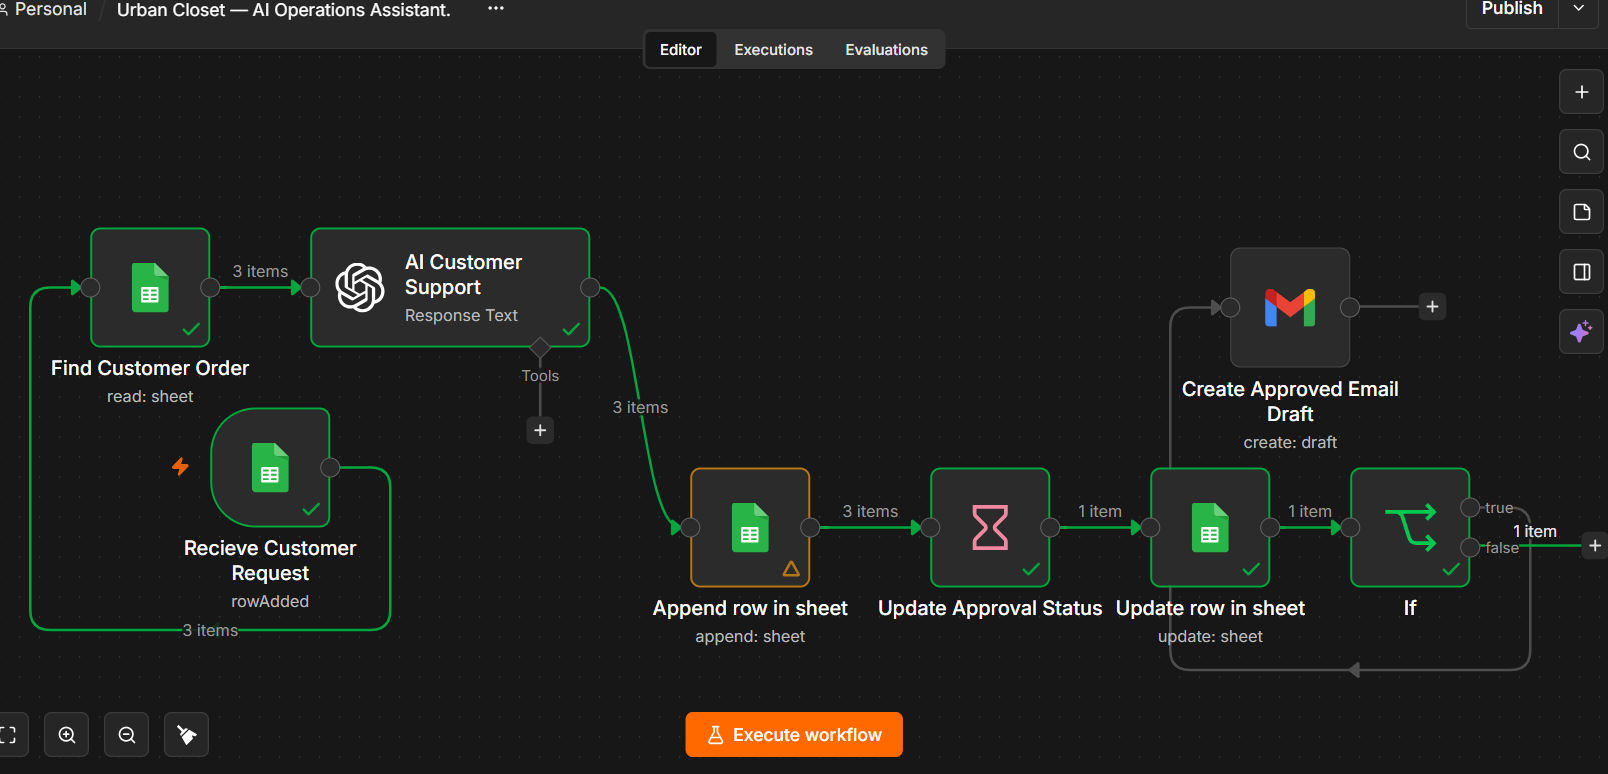 Personal / Urban Closet — AI Operations Assistant. ...
Publish
Editor Executions Evaluations
3 items
AI Customer
Support
Response Text
Find Customer Order
read: sheet
Tools
3 items
Recieve Customer
Request
rowAdded
3 items
Create Approved Email
Draft
create: draft
3 items
1 item
1 item
true
1 item
false
Append row in sheet
append: sheet
Update Approval Status
Update row in sheet
update: sheet
If
Execute workflow